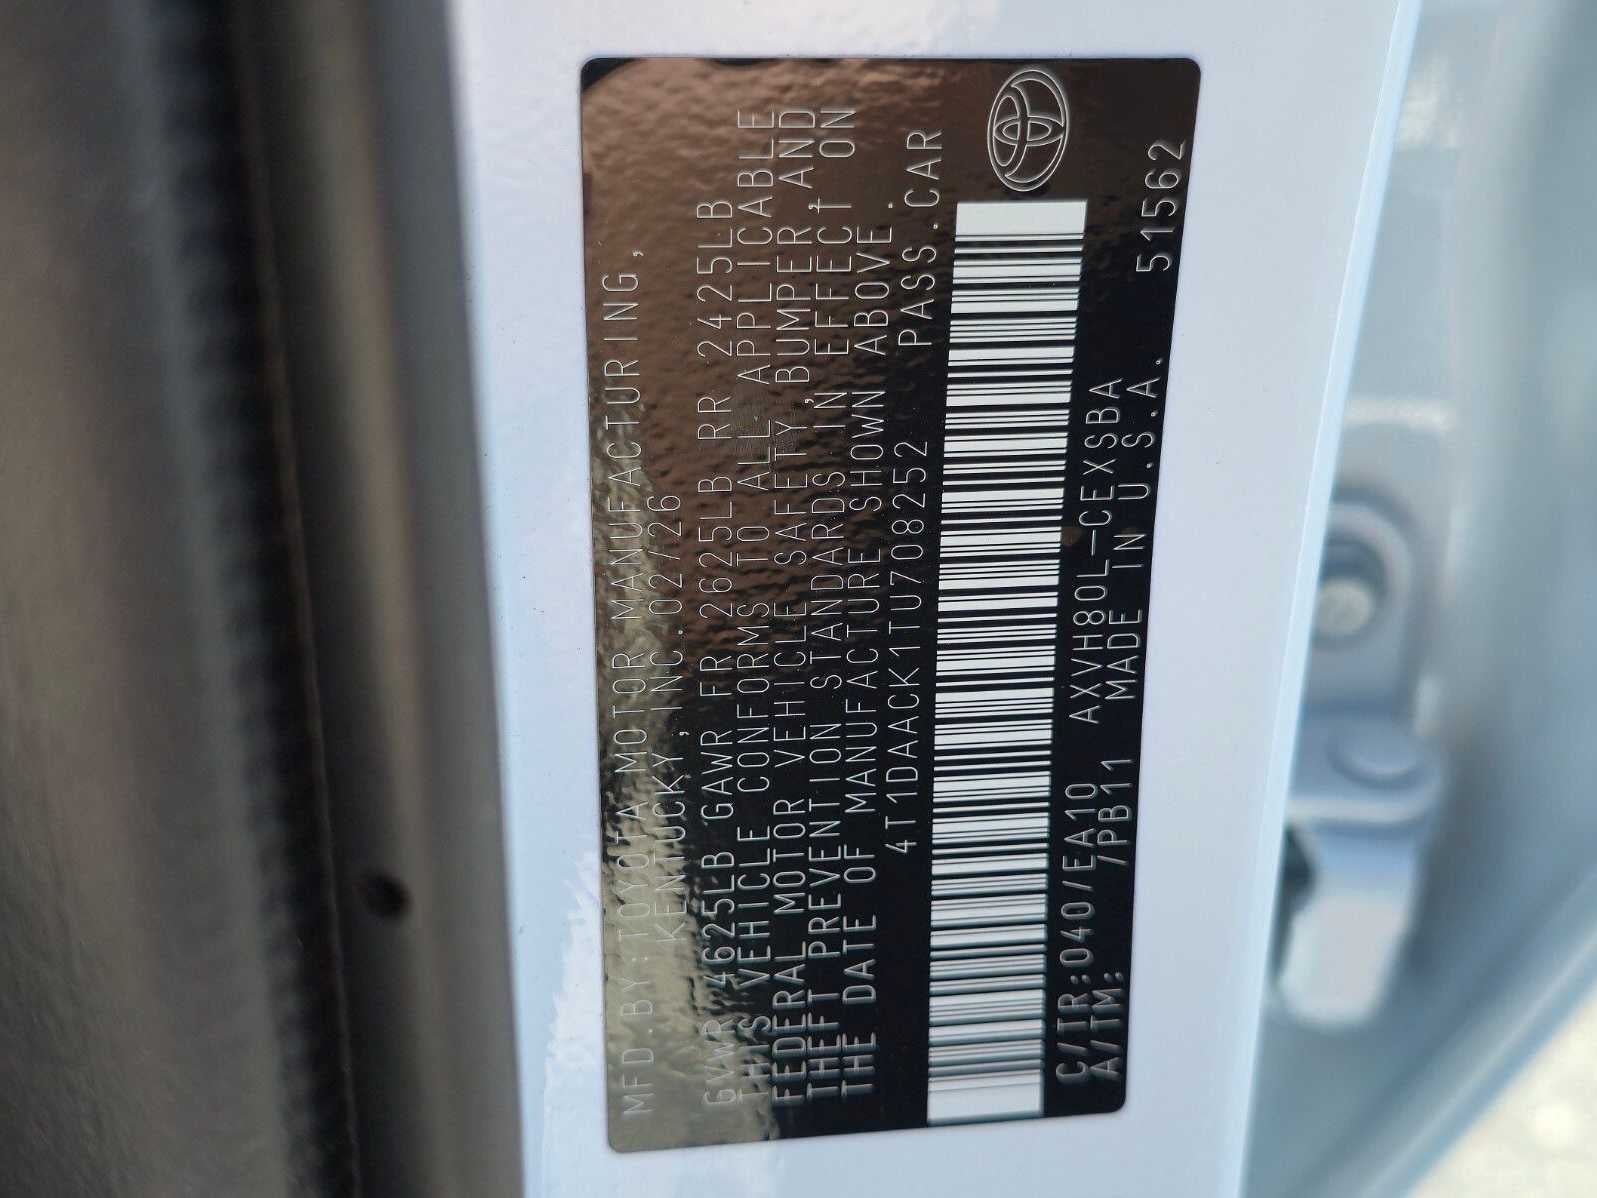 MFD.BY:TOYOTA MOTOR MANUFACTURING,
KENTUCKY,INC.02/26
GVWR 4625LB GAWR FR 2625LB RR 2425LB
THIS VEHICLE CONFORMS TO ALL APPLICABLE
FEDERAL MOTOR VEHICLE SAFETY,BUMPER,AND
THEFT PREVENTION STANDARDS IN EFFECT ON
THE DATE OF MANUFACTURE SHOWN ABOVE.
4T1DAACK1TU708252 PASS.CAR
C/TR:040/EA10 AXVH80L-CEXSBA
A/TM: /PB11 MADE IN U.S.A. 51562